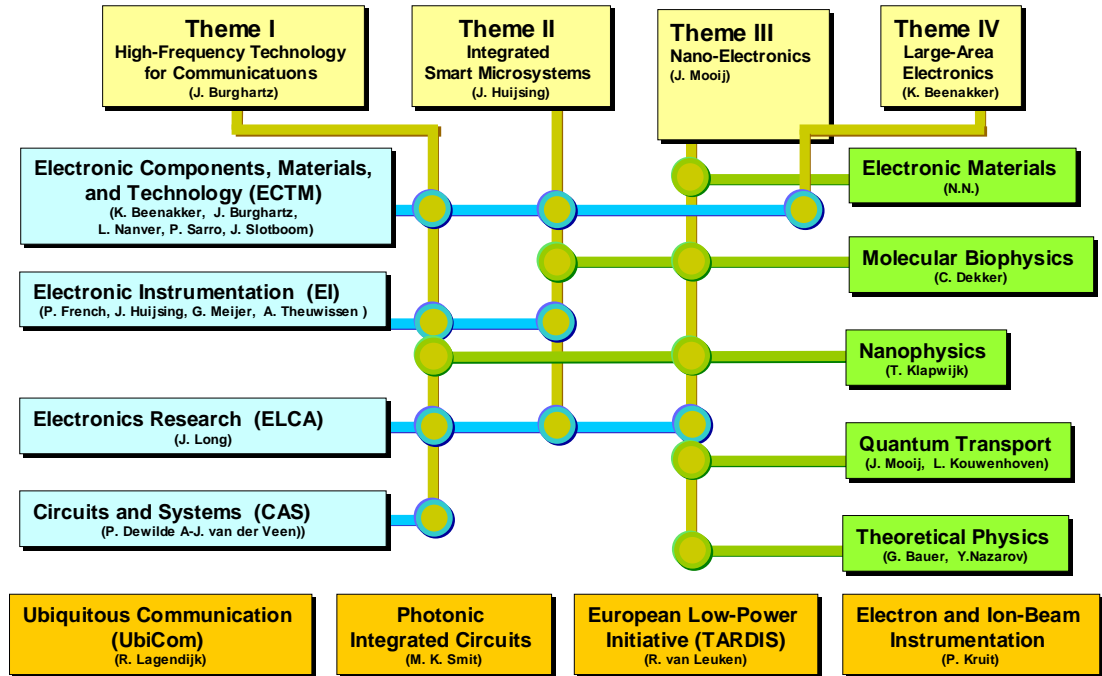 Theme I
High-Frequency Technology
for Communicatuons
(J. Burghartz)
Theme II
Integrated
Smart Microsystems
(J. Huijsing)
Theme III
Nano-Electronics
(J. Mooij)
Theme IV
Large-Area
Electronics
(K. Beenakker)
Electronic Components, Materials,
and Technology (ECTM)
(K. Beenakker, J. Burghartz,
L. Nanver, P. Sarro, J. Slotboom)
Electronic Instrumentation (EI)
(P. French, J. Huijsing, G. Meijer, A. Theuwissen )
Electronics Research (ELCA)
(J. Long)
Circuits and Systems (CAS)
(P. Dewilde A-J. van der Veen))
Electronic Materials
(N.N.)
Molecular Biophysics
(C. Dekker)
Nanophysics
(T. Klapwijk)
Quantum Transport
(J. Mooij, L. Kouwenhoven)
Theoretical Physics
(G. Bauer, Y.Nazarov)
Ubiquitous Communication
(UbiCom)
(R. Lagendijk)
Photonic
Integrated Circuits
(M. K. Smit)
European Low-Power
Initiative (TARDIS)
(R. van Leuken)
Electron and Ion-Beam
Instrumentation
(P. Kruit)